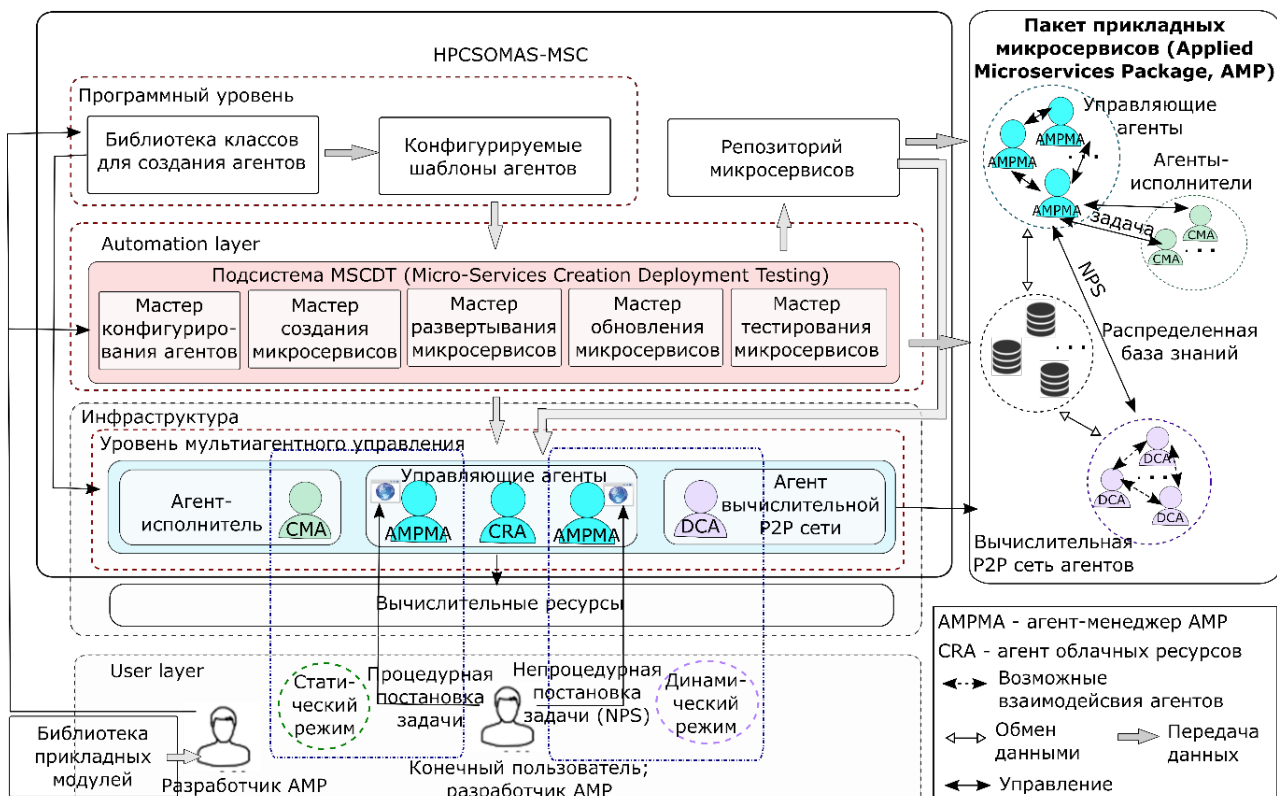 HPCSOMAS-MSC
Программный уровень
Библиотека классов
для создания агентов
Конфигурируемые
шаблоны агентов
Репозиторий
микросервисов
Automation layer
Подсистема MSCDT (Micro-Services Creation Deployment Testing)
Мастер
конфигуриро-
вания агентов
Мастер
создания
микросервисов
Мастер
развертывания
микросервисов
Мастер
обновления
микросервисов
Мастер
тестирования
микросервисов
Инфраструктура
Уровень мультиагентного управления
Агент-
исполнитель
CMA
Управляющие агенты
AMPMA
CRA
AMPMA
DCA
Агент
вычислительной
P2P сети
Вычислительные ресурсы
User layer
Стати-
ческий
режим
Процедурная
постановка
задачи
Непроцедурная
постановка
задачи (NPS)
Динами-
ческий
режим
Библиотека
прикладных
модулей
Разработчик AMP
Конечный пользователь;
разработчик AMP
Пакет прикладных
микросервисов (Applied
Microservices Package, AMP)
Управляющие
агенты
AMPMA
AMPMA
. . .
AMPMA
Агенты-
исполнители
задача
CMA
CMA
. . .
NPS
Распределенная
база знаний
. . .
DCA
. . .
DCA
DCA
Вычислительная
P2P сеть агентов
AMPMA - агент-менеджер AMP
CRA - агент облачных ресурсов
Возможные
взаимодейсвия агентов
Обмен
данными
Передача
данных
Управление